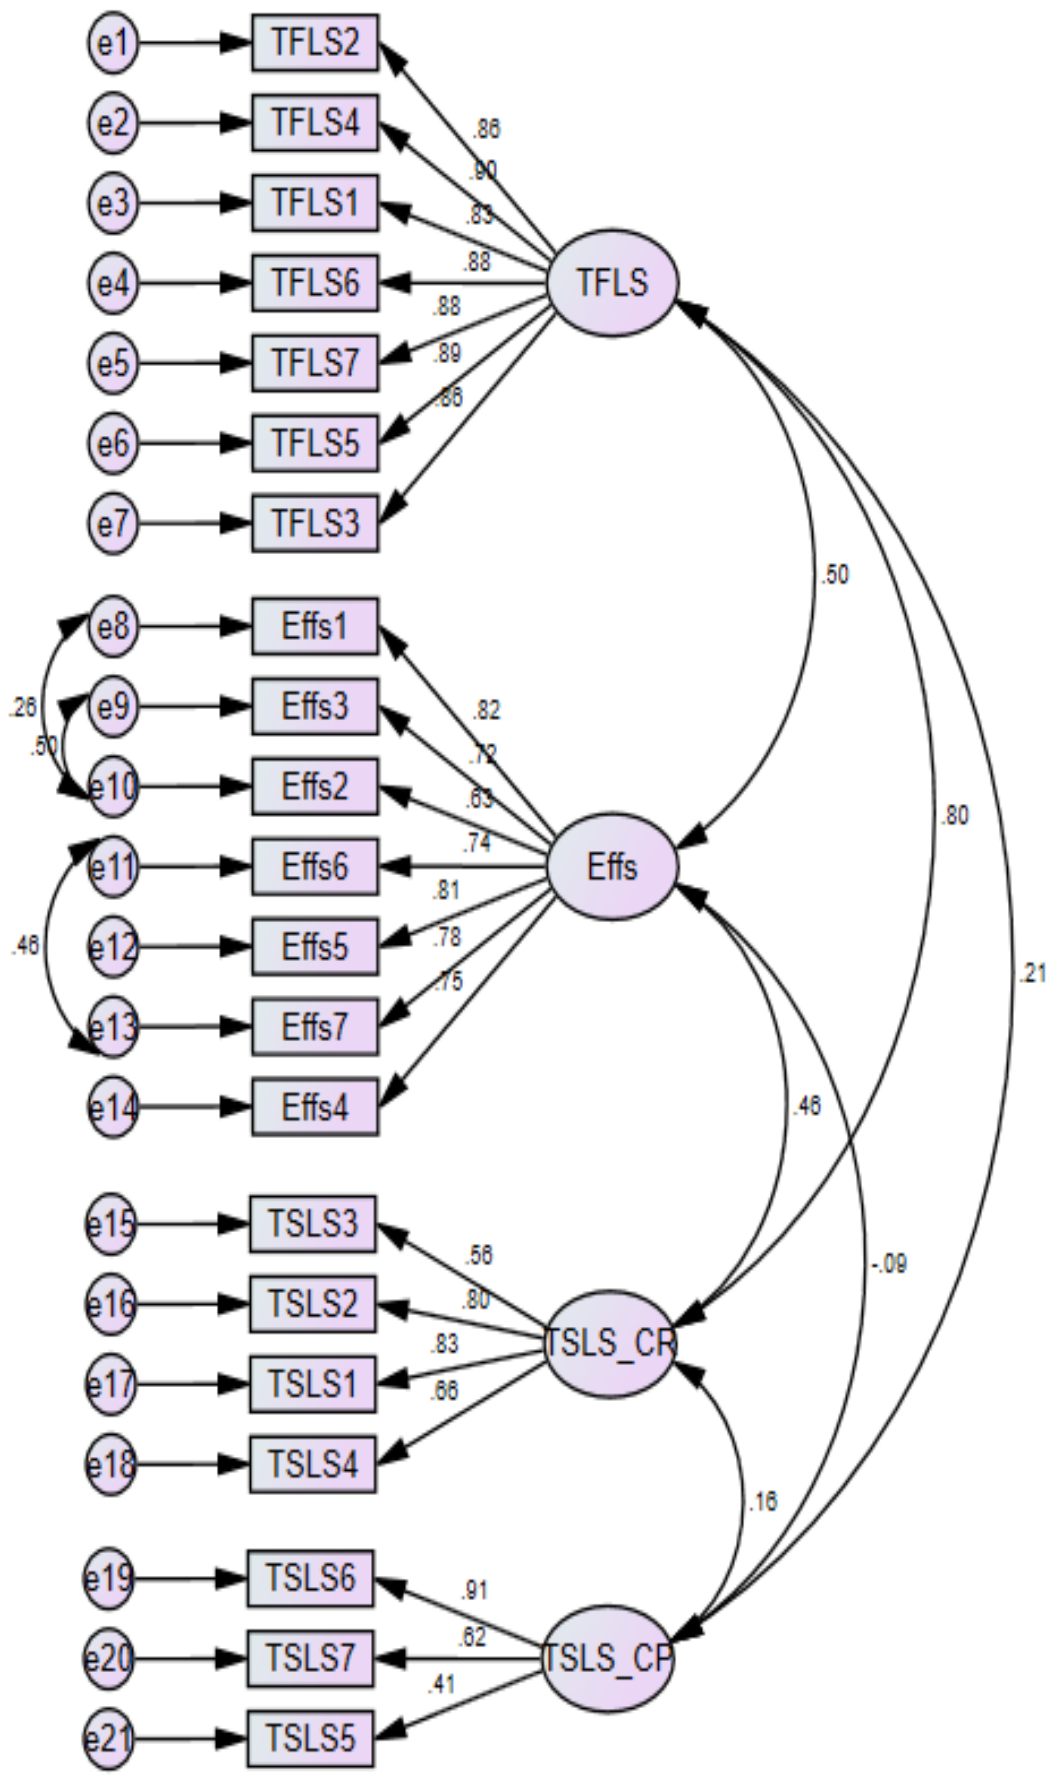 e1 TFLS2
.86
e2 TFLS4
.90
e3 TFLS1
.83
e4 TFLS6 .88 TFLS
.88
e5 TFLS7
.89
.86
e6 TFLS5
e7 TFLS3
.50
e8 Effs1
.26
e9 Effs3 .82
.50
.72
e10 Effs2
.63
.80
.74
e11 Effs6 Effs
.81
.46
e12 Effs5 .78
.21
.75
e13 Effs7
e14 Effs4 .46
e15 TSLS3
.56
-.09
e16 TSLS2 .80
.83
TSLS_CR
e17 TSLS1
.66
e18 TSLS4
.16
e19 TSLS6 .91
.62
e20 TSLS7 TSLS_CP
.41
e21 TSLS5